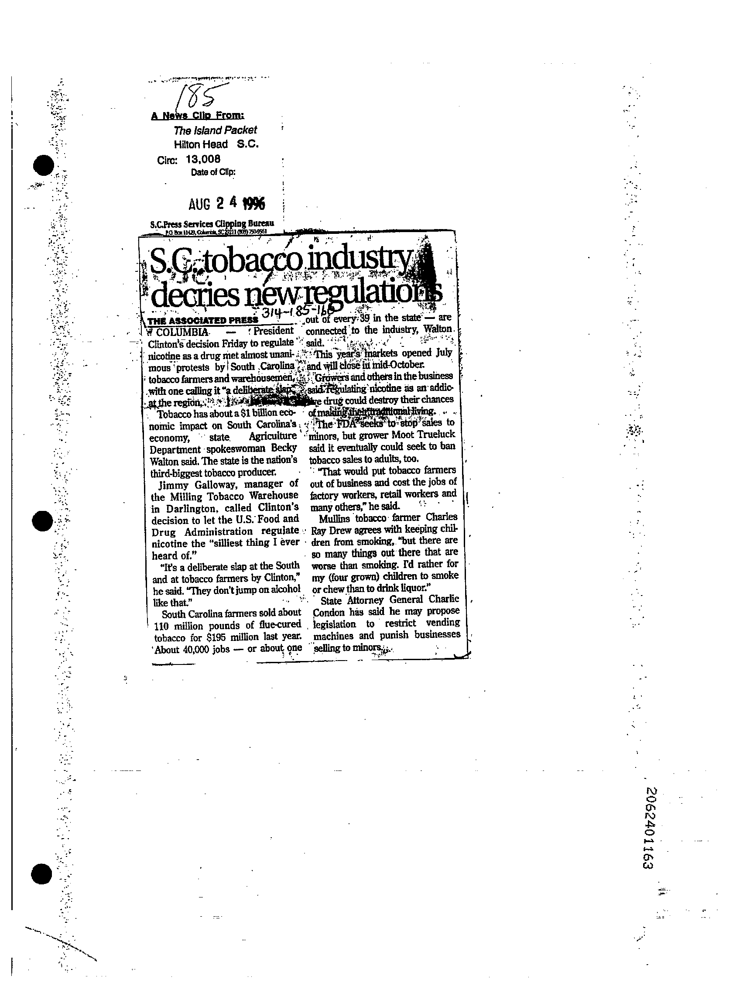 185
A News Clip From:
The Island Packet
Hilton Head S.C.
Circ: 13,008
Date of Clip:
AUG 24 1996
S.C.Press Services Clipping Bureau
S.C. tobacco industry
decries new regulations
314-185-
THE ASSOCIATED PRESS
COLUMBIA — President
Clinton's decision Friday to regulate
nicotine as a drug met almost unani-
mous protests by South Carolina
tobacco farmers and warehousemen,
with one calling it "a deliberate slap
at the region.
Tobacco has about a $1 billion eco-
nomic impact on South Carolina's
economy, state Agriculture
Department spokeswoman Becky
Walton said. The state is the nation's
third-biggest tobacco producer.
Jimmy Galloway, manager of
the Milling Tobacco Warehouse
in Darlington, called Clinton's
decision to let the U.S. Food and
Drug Administration regulate
nicotine the "silliest thing I ever
heard of."
"It's a deliberate slap at the South
and at tobacco farmers by Clinton,"
he said. "They don't jump on alcohol
like that."
South Carolina farmers sold about
110 million pounds of flue-cured
tobacco for $195 million last year.
About 40,000 jobs — or about one
out of every 39 in the state — are
connected to the industry, Walton
said.
This year's markets opened July
and will close in mid-October.
Growers and others in the business
said regulating nicotine as an addic-
tive drug could destroy their chances
of making their traditional living.
The FDA seeks to stop sales to
minors, but grower Moot Trueluck
said it eventually could seek to ban
tobacco sales to adults, too.
"That would put tobacco farmers
out of business and cost the jobs of
factory workers, retail workers and
many others," he said.
Mullins tobacco farmer Charles
Ray Drew agrees with keeping chil-
dren from smoking, "but there are
so many things out there that are
worse than smoking. I'd rather for
my (four grown) children to smoke
or chew than to drink liquor."
State Attorney General Charlie
Condon has said he may propose
legislation to restrict vending
machines and punish businesses
selling to minors.
2062401163